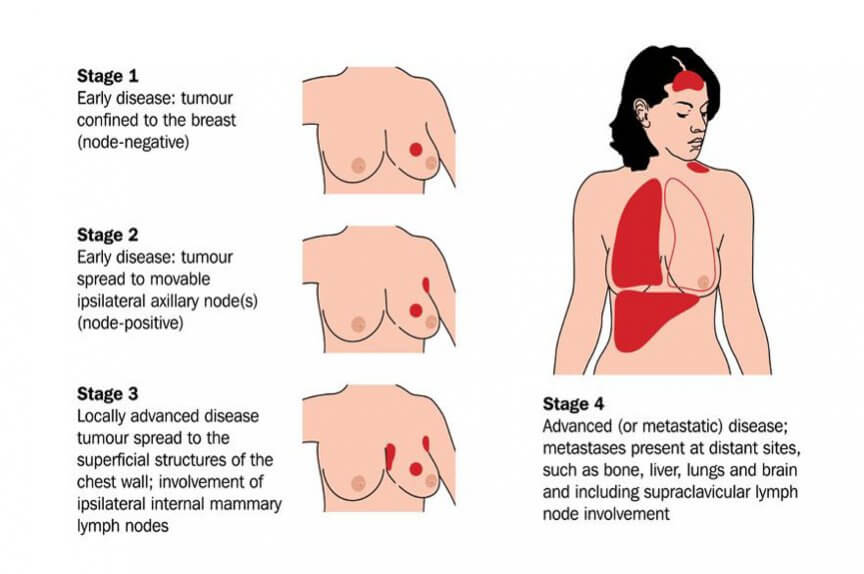 Stage 1
Early disease: tumour
confined to the breast
(node-negative)
Stage 2
Early disease: tumour
spread to movable
ipsilateral axillary node(s)
(node-positive)
Stage 3
Locally advanced disease
tumour spread to the
superficial structures of the
chest wall; involvement of
ipsilateral internal mammary
lymph nodes
Stage 4
Advanced (or metastatic) disease;
metastases present at distant sites,
such as bone, liver, lungs and brain
and including supraclavicular lymph
node involvement